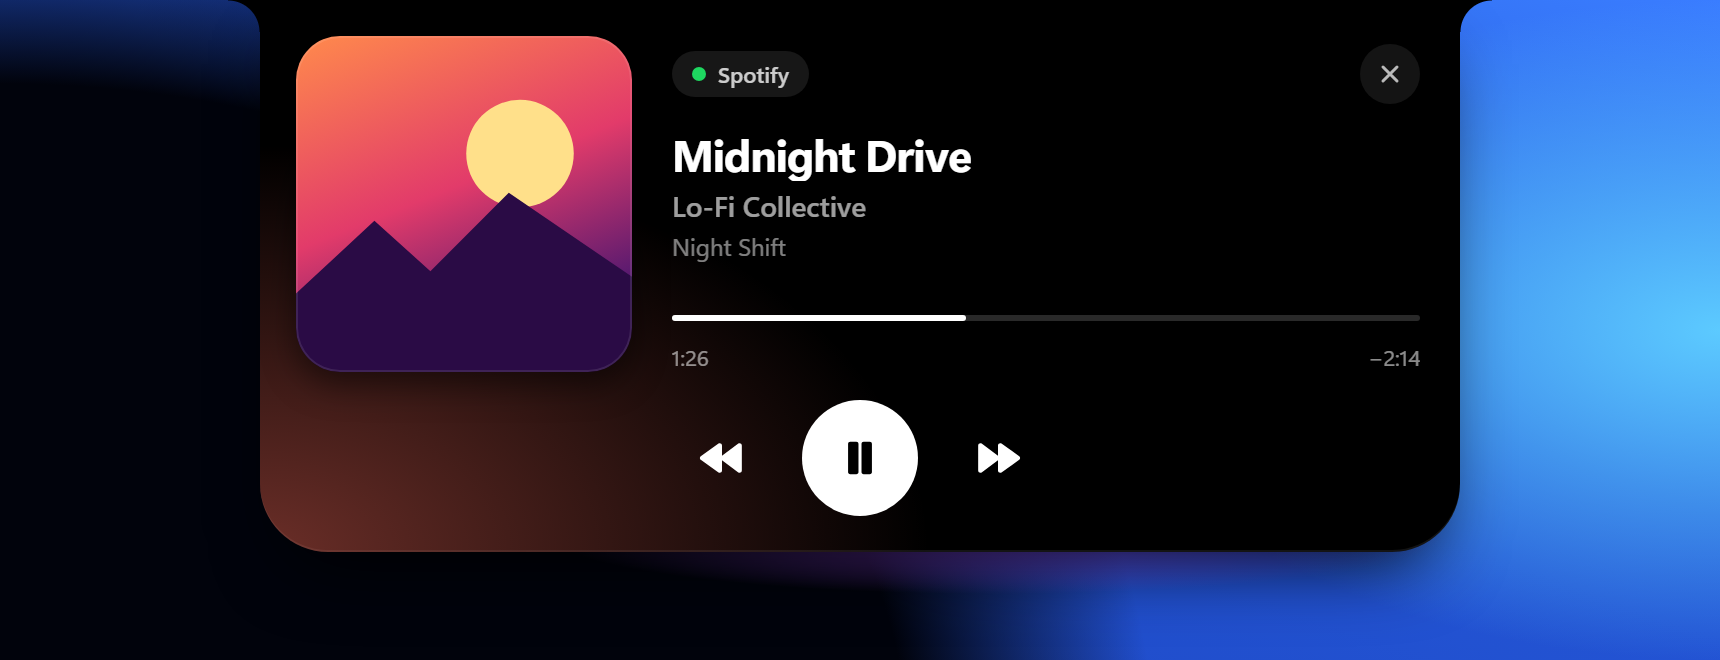 Spotify
Midnight Drive
Lo-Fi Collective
Night Shift
1:26
−2:14